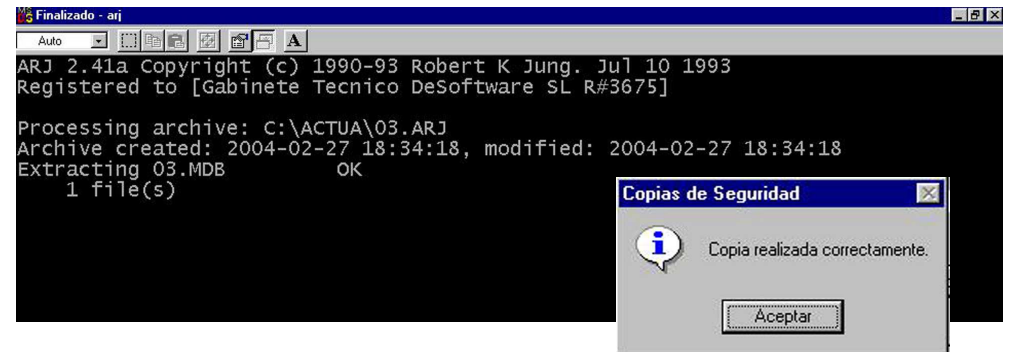 Finalizado - arj
Auto
A
ARJ 2.41a Copyright (c) 1990-93 Robert K Jung. Jul 10 1993
Registered to [Gabinete Tecnico DeSoftware SL R#3675]
Processing archive: C:\ACTUA\03.ARJ
Archive created: 2004-02-27 18:34:18, modified: 2004-02-27 18:34:18
Extracting 03.MDB OK
1 file(s)
Copias de Seguridad
Copia realizada correctamente.
Aceptar